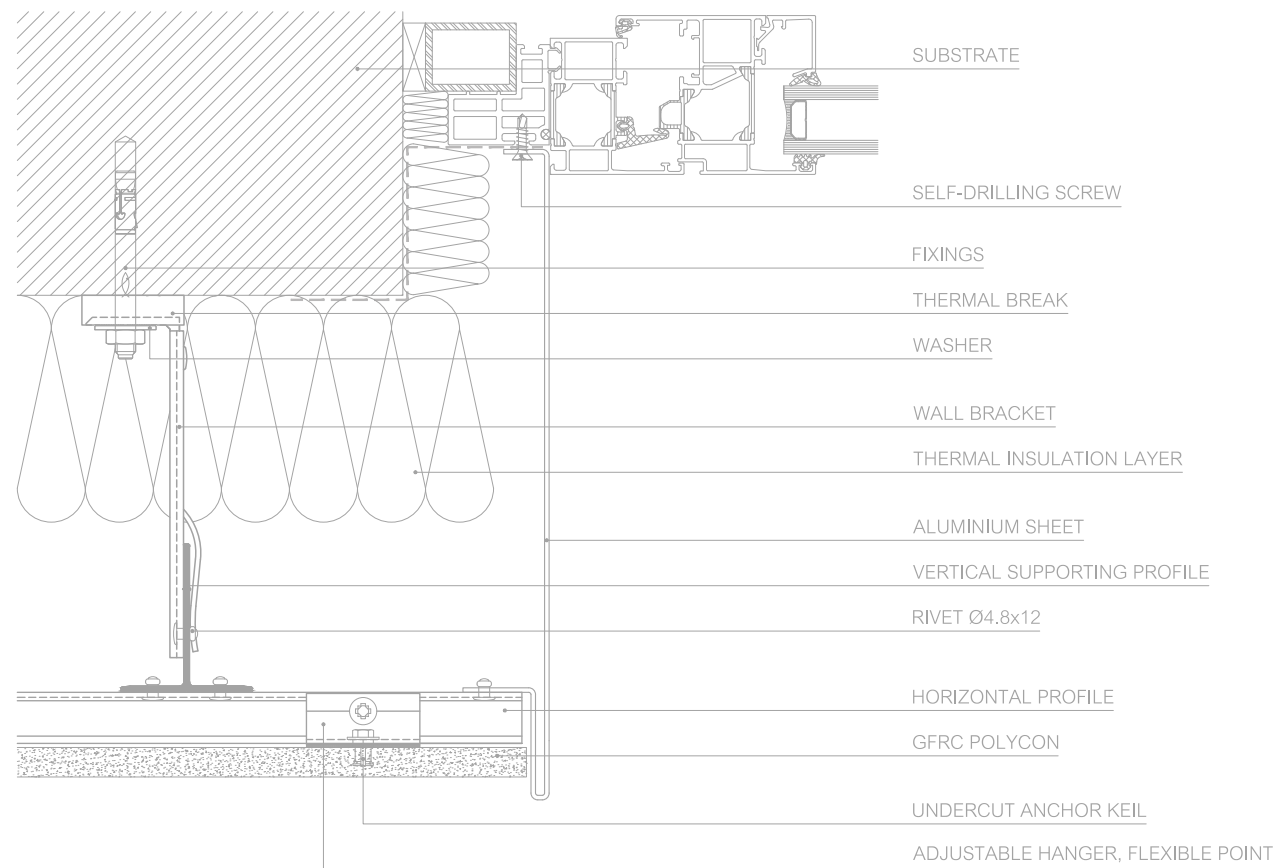 SUBSTRATE
SELF-DRILLING SCREW
FIXINGS
THERMAL BREAK
WASHER
WALL BRACKET
THERMAL INSULATION LAYER
ALUMINIUM SHEET
VERTICAL SUPPORTING PROFILE
RIVET Ø4.8x12
HORIZONTAL PROFILE
GFRC POLYCON
UNDERCUT ANCHOR KEIL
ADJUSTABLE HANGER, FLEXIBLE POINT